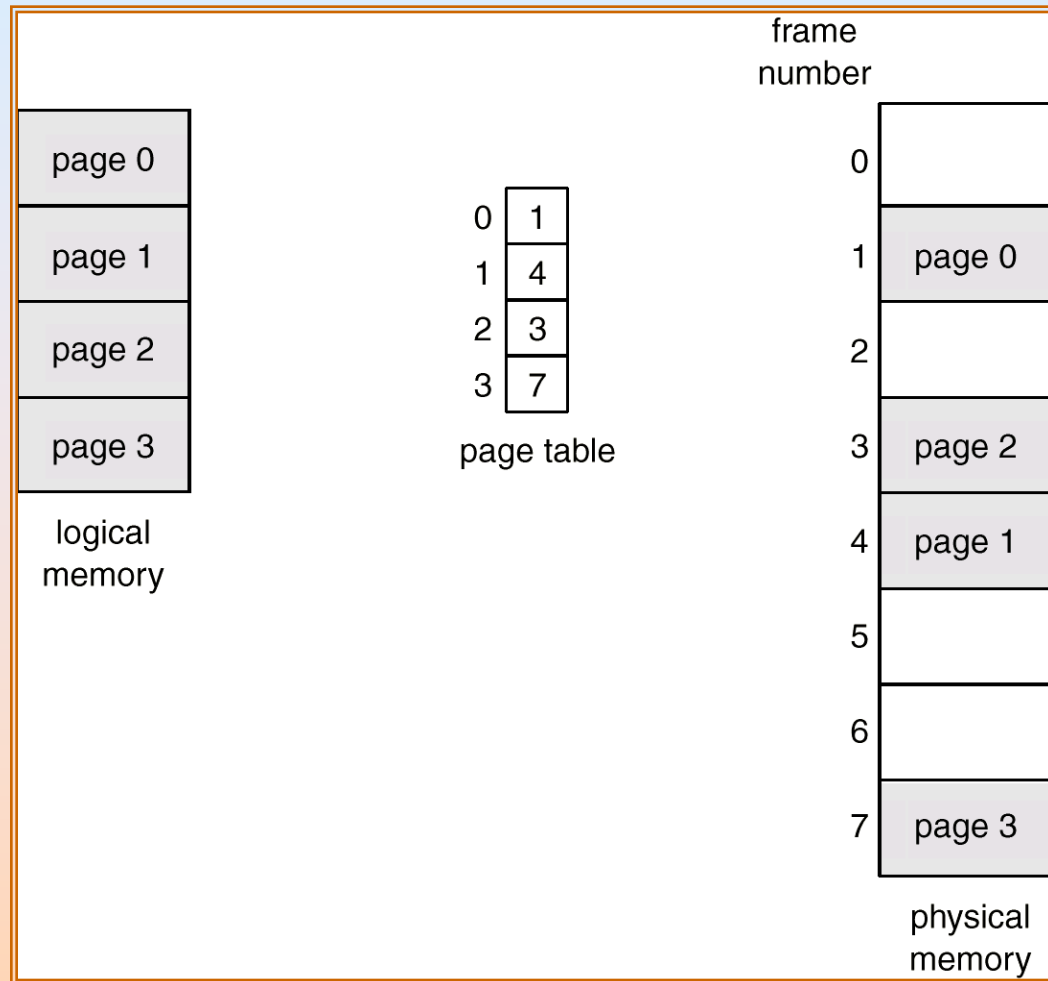 page 0
page 1
page 2
page 3
logical
memory
0 1
1 4
2 3
3 7
page table
frame
number
0
1 page 0
2
3 page 2
4 page 1
5
6
7 page 3
physical
memory